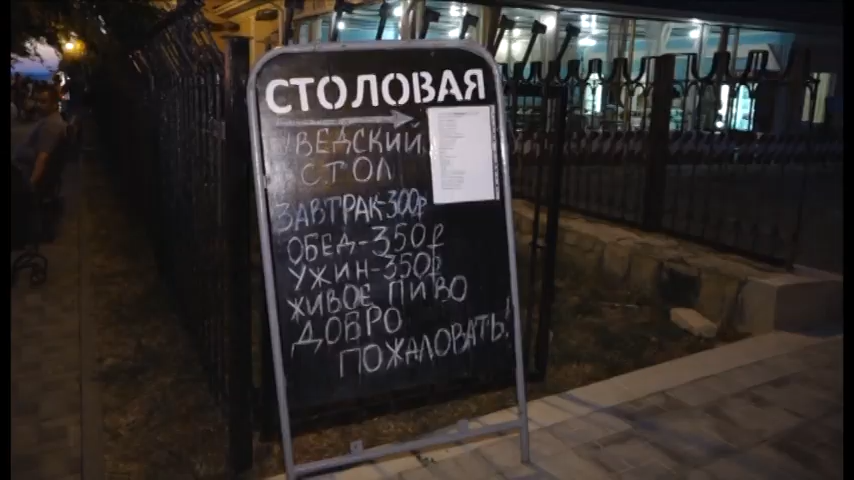 СТОЛОВАЯ
ШВЕДСКИЙ
СТОЛ
ЗАВТРАК-300₽
ОБЕД-350₽
УЖИН-350₽
ЖИВОЕ ПИВО
ДОБРО
ПОЖАЛОВАТЬ!